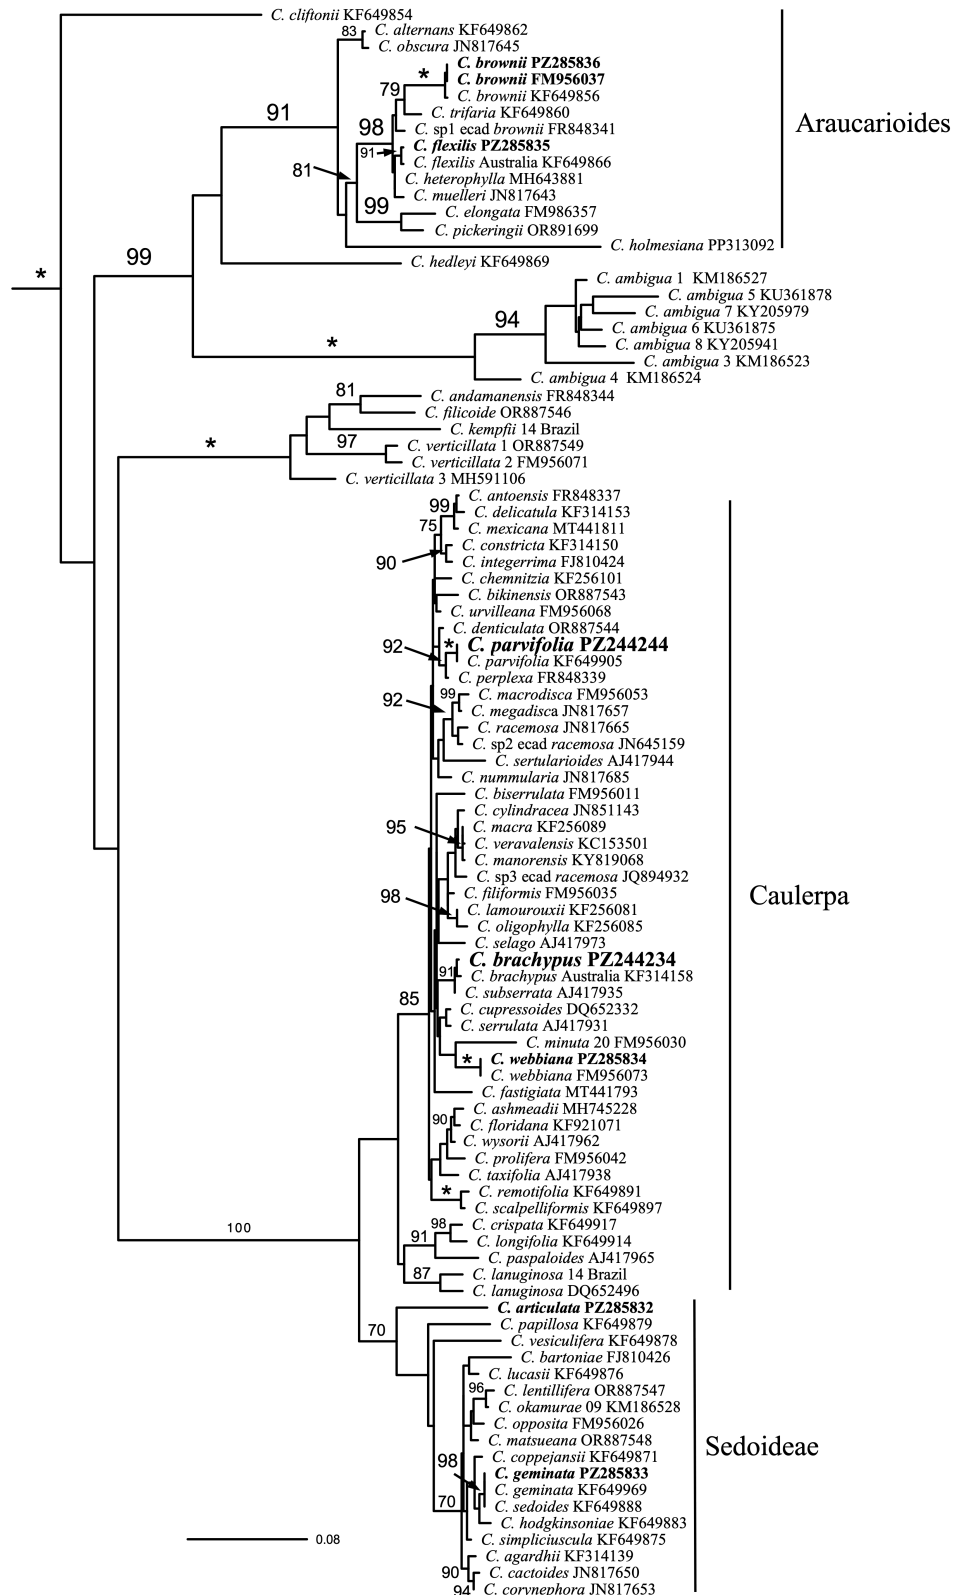 C. cliftonii KF649854
83
C. alternans KF649862
C. obscura JN817645
C. brownii PZ285836
*
C. brownii FM956037
79
C. brownii KF649856
91
C. trifaria KF649860
Araucarioides
98
C. sp1 ecad brownii FR848341
C. flexilis PZ285835
91
C. flexilis Australia KF649866
81
C. heterophylla MH643881
C. muelleri JN817643
99
C. elongata FM986357
C. pickeringii OR891699
C. holmesiana PP313092
99
C. hedleyi KF649869
*
C. ambigua 1 KM186527
C. ambigua 5 KU361878
C. ambigua 7 KY205979
94
C. ambigua 6 KU361875
*
C. ambigua 8 KY205941
C. ambigua 3 KM186523
C. ambigua 4 KM186524
81
C. andamanensis FR848344
C. filicoide OR887546
C. kempfii 14 Brazil
*
97
C. verticillata 1 OR887549
C. verticillata 2 FM956071
C. verticillata 3 MH591106
C. antoensis FR848337
99
C. delicatula KF314153
75
C. mexicana MT441811
C. constricta KF314150
90
C. integerrima FJ810424
C. chemnitzia KF256101
C. bikinensis OR887543
C. urvilleana FM956068
C. denticulata OR887544
92
*
C. parvifolia PZ244244
C. parvifolia KF649905
C. perplexa FR848339
99
C. macrodisca FM956053
92
C. megadisca JN817657
C. racemosa JN817665
C. sp2 ecad racemosa JN645159
C. sertularioides AJ417944
C. nummularia JN817685
C. biserrulata FM956011
C. cylindracea JN851143
95
C. macra KF256089
C. veravalensis KC153501
C. manorensis KY819068
C. sp3 ecad racemosa JQ894932
98
C. filiformis FM956035
Caulerpa
C. lamourouxii KF256081
C. oligophylla KF256085
C. selago AJ417973
C. brachypus PZ244234
91
C. brachypus Australia KF314158
C. subserrata AJ417935
85
C. cupressoides DQ652332
C. serrulata AJ417931
C. minuta 20 FM956030
*
C. webbiana PZ285834
C. webbiana FM956073
C. fastigiata MT441793
C. ashmeadii MH745228
90
C. floridana KF921071
C. wysorii AJ417962
C. prolifera FM956042
C. taxifolia AJ417938
*
C. remotifolia KF649891
C. scalpelliformis KF649897
98
C. crispata KF649917
100
91
C. longifolia KF649914
C. paspaloides AJ417965
87
C. lanuginosa 14 Brazil
C. lanuginosa DQ652496
C. articulata PZ285832
70
C. papillosa KF649879
C. vesiculifera KF649878
C. bartoniae FJ810426
C. lucasii KF649876
96
C. lentillifera OR887547
C. okamurae 09 KM186528
C. opposita FM956026
C. matsueana OR887548
Sedoideae
98
C. coppejansii KF649871
C. geminata PZ285833
C. geminata KF649969
70
C. sedoides KF649888
C. hodgkinsoniae KF649883
0.08
C. simpliciuscula KF649875
C. agardhii KF314139
90
C. cactoides JN817650
94
C. corynephora JN817653